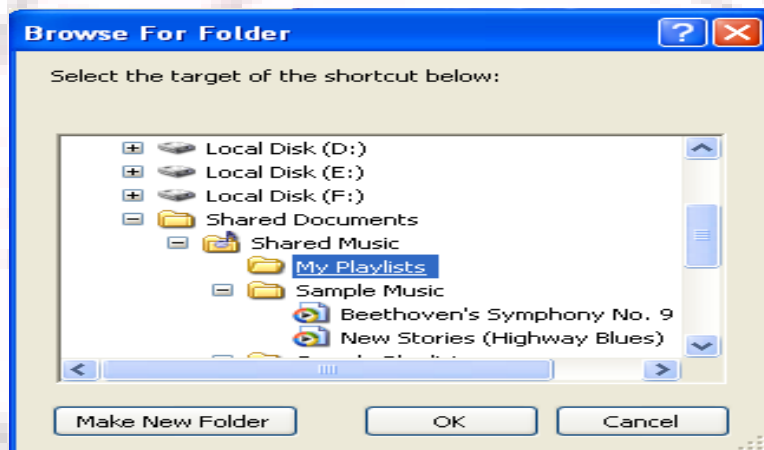 Browse For Folder
Select the target of the shortcut below:
Local Disk (D:)
Local Disk (E:)
Local Disk (F:)
Shared Documents
Shared Music
My Playlists
Sample Music
Beethoven's Symphony No. 9
New Stories (Highway Blues)
Make New Folder
OK
Cancel